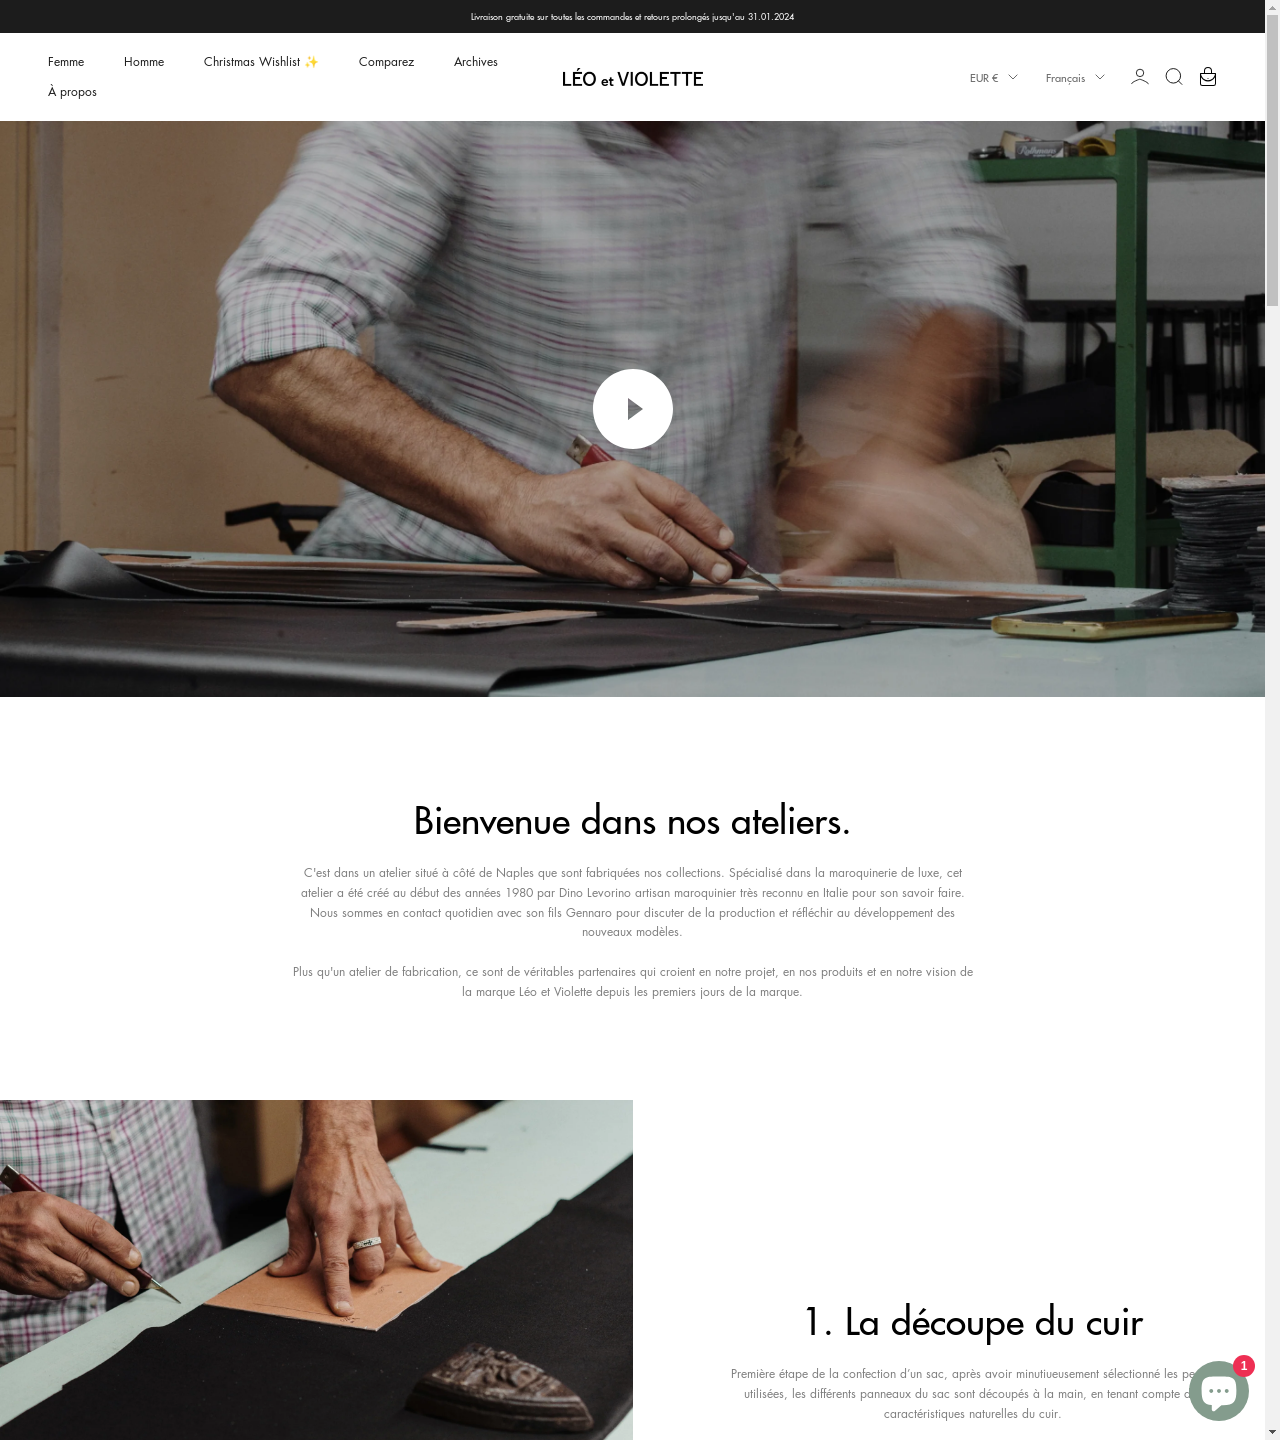 Livraison gratuite sur toutes les commandes et retours prolongés jusqu'au 31.01.2024
Femme
Homme
Christmas Wishlist ✨
Comparez
Archives
À propos
LÉO et VIOLETTE
EUR €
Français
Bienvenue dans nos ateliers.
C'est dans un atelier situé à côté de Naples que sont fabriquées nos collections. Spécialisé dans la maroquinerie de luxe, cet
atelier a été créé au début des années 1980 par Dino Levorino artisan maroquinier très reconnu en Italie pour son savoir faire.
Nous sommes en contact quotidien avec son fils Gennaro pour discuter de la production et réfléchir au développement des
nouveaux modèles.
Plus qu'un atelier de fabrication, ce sont de véritables partenaires qui croient en notre projet, en nos produits et en notre vision de
la marque Léo et Violette depuis les premiers jours de la marque.
1. La découpe du cuir
Première étape de la confection d'un sac, après avoir minutiueusement sélectionné les
utilisées, les différents panneaux du sac sont découpés à la main, en tenant compte
caractéristiques naturelles du cuir.
1